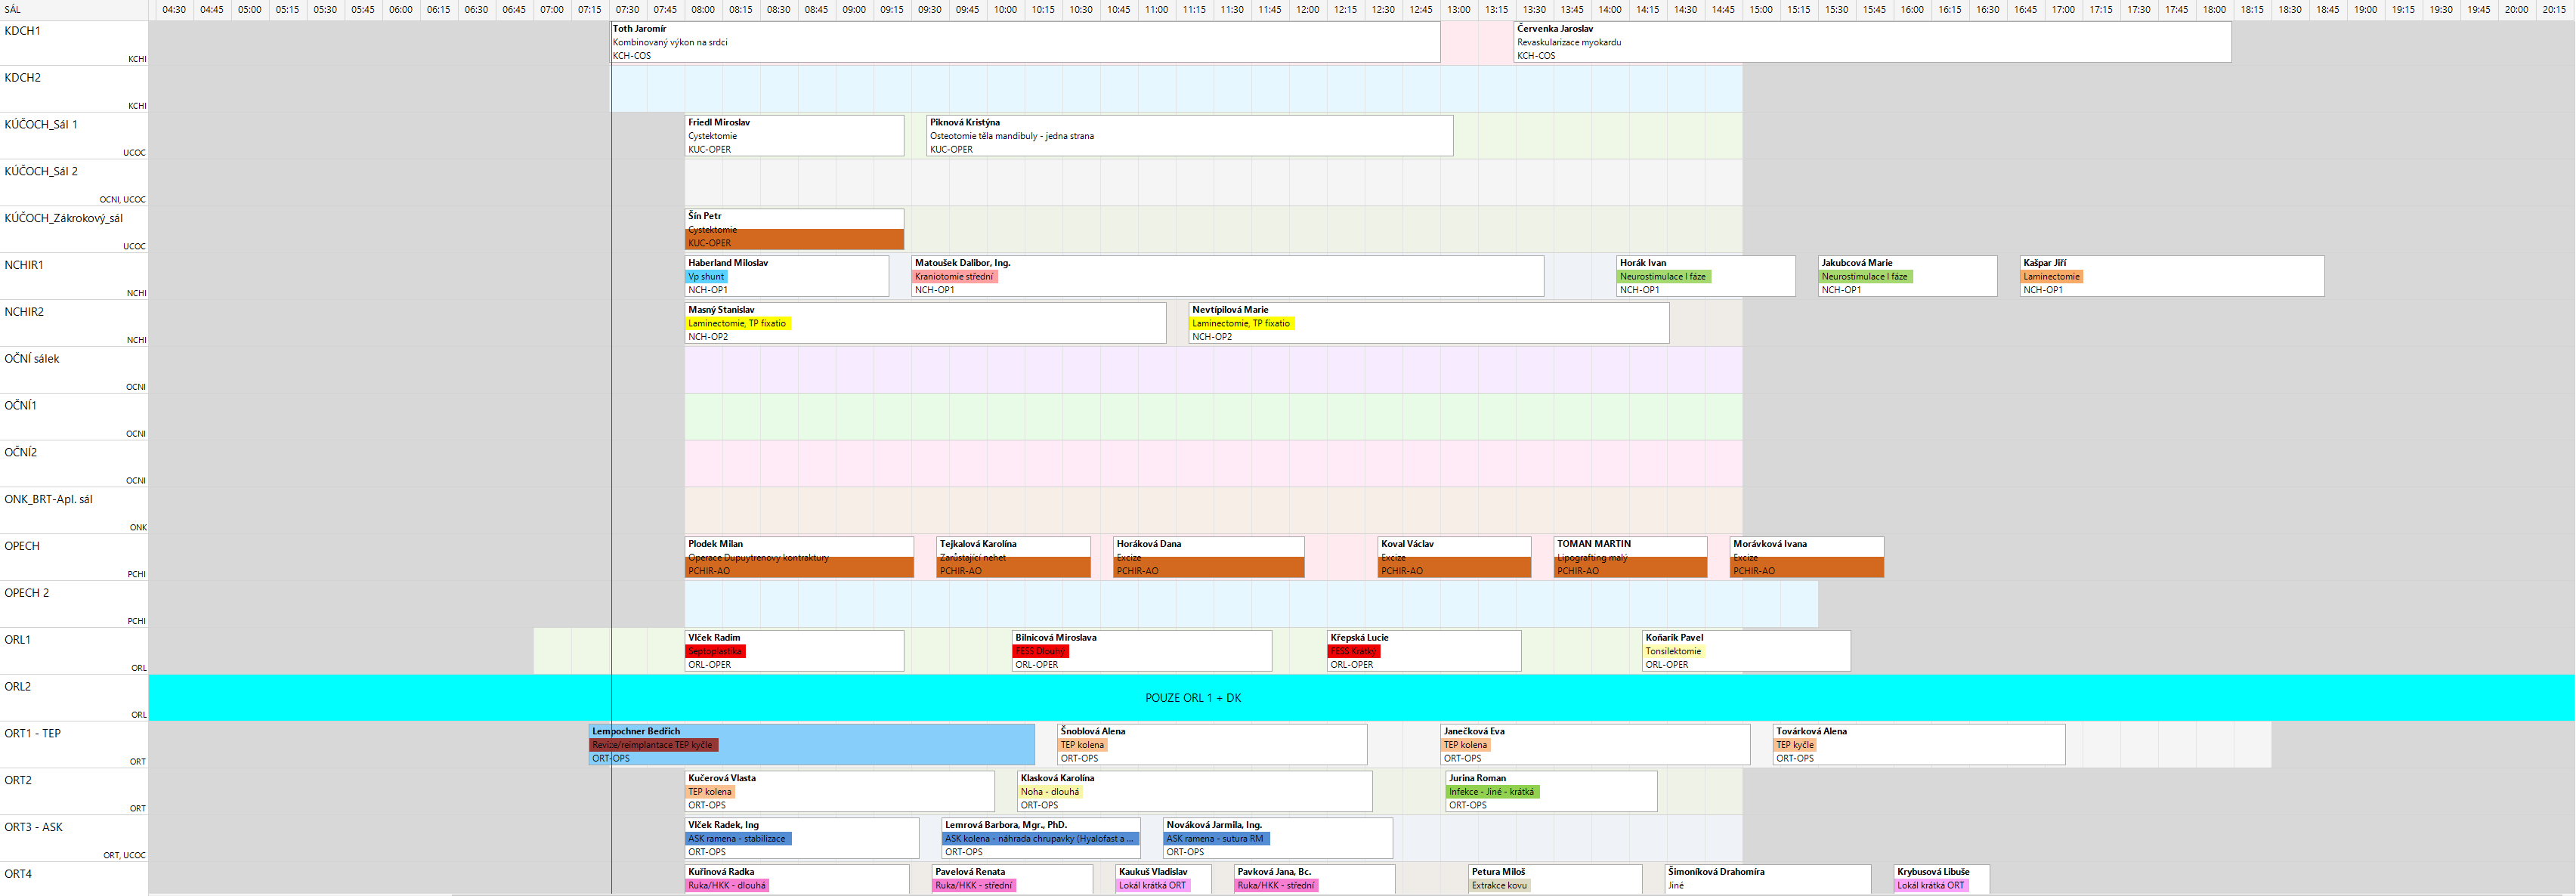 SÁL 04:30 04:45 05:00 05:15 05:30 05:45 06:00 06:15 06:30 06:45 07:00 07:15 07:30 07:45 08:00 08:15 08:30 08:45 09:00 09:15 09:30 09:45 10:00 10:15 10:30 10:45 11:00 11:15 11:30 11:45 12:00 12:15 12:30 12:45 13:00 13:15 13:30 13:45 14:00 14:15 14:30 14:45 15:00 15:15 15:30 15:45 16:00 16:15 16:30 16:45 17:00 17:15 17:30 17:45 18:00 18:15 18:30 18:45 19:00 19:15 19:30 19:45 20:00 20:15
KDCH1
KCHI
Toth Jaromír
Kombinovaný výkon na srdci
KCH-COS
Červenka Jaroslav
Revaskularizace myokardu
KCH-COS
KDCH2
KCHI
KÚČOCH_Sál 1
UCOC
Friedl Miroslav
Cystektomie
KUC-OPER
Piknová Kristýna
Osteotomie těla mandibuly - jedna strana
KUC-OPER
KÚČOCH_Sál 2
OCNI, UCOC
KÚČOCH_Zákrokový_sál
UCOC
Šín Petr
Cystektomie
KUC-OPER
NCHIR1
NCHI
Haberland Miloslav
Vp shunt
NCH-OP1
Matoušek Dalibor, Ing.
Kraniotomie střední
NCH-OP1
Horák Ivan
Neurostimulace I fáze
NCH-OP1
Jakubcová Marie
Neurostimulace I fáze
NCH-OP1
Kašpar Jiří
Laminectomie
NCH-OP1
NCHIR2
NCHI
Masný Stanislav
Laminectomie, TP fixatio
NCH-OP2
Nevtípilová Marie
Laminectomie, TP fixatio
NCH-OP2
OČNÍ sálek
OCNI
OČNÍ1
OCNI
OČNÍ2
OCNI
ONK_BRT-Apl. sál
ONK
OPECH
PCHI
Plodek Milan
Operace Dupuytrenovy kontraktury
PCHIR-AO
Tejkalová Karolína
Zarůstající nehet
PCHIR-AO
Horáková Dana
Excize
PCHIR-AO
Koval Václav
Excize
PCHIR-AO
TOMAN MARTIN
Lipografting malý
PCHIR-AO
Morávková Ivana
Excize
PCHIR-AO
OPECH 2
PCHI
ORL1
ORL
Vlček Radim
Septoplastika
ORL-OPER
Bilnicová Miroslava
FESS Dlouhý
ORL-OPER
Křepská Lucie
FESS Krátký
ORL-OPER
Koňarik Pavel
Tonsilektomie
ORL-OPER
ORL2
ORL
POUZE ORL 1 + DK
ORT1 - TEP
ORT
Lempochner Bedřich
Revize/reimplantace TEP kyčle
ORT-OPS
Šnoblová Alena
TEP kolena
ORT-OPS
Janečková Eva
TEP kolena
ORT-OPS
Továrková Alena
TEP kyčle
ORT-OPS
ORT2
ORT
Kučerová Vlasta
TEP kolena
ORT-OPS
Klasková Karolína
Noha - dlouhá
ORT-OPS
Jurina Roman
Infekce - Jiné - krátká
ORT-OPS
ORT3 - ASK
ORT, UCOC
Vlček Radek, Ing
ASK ramena - stabilizace
ORT-OPS
Lemrová Barbora, Mgr., PhD.
ASK kolena - náhrada chrupavky (Hyalofast a ...
ORT-OPS
Nováková Jarmila, Ing.
ASK ramena - sutura RM
ORT-OPS
ORT4
Kuřinová Radka
Ruka/HKK - dlouhá
Pavelová Renata
Ruka/HKK - střední
Kaukuš Vladislav
Lokál krátká ORT
Pavková Jana, Bc.
Ruka/HKK - střední
Petura Miloš
Extrakce kovu
Šimoníková Drahomíra
Jiné
Krybusová Libuše
Lokál krátká ORT